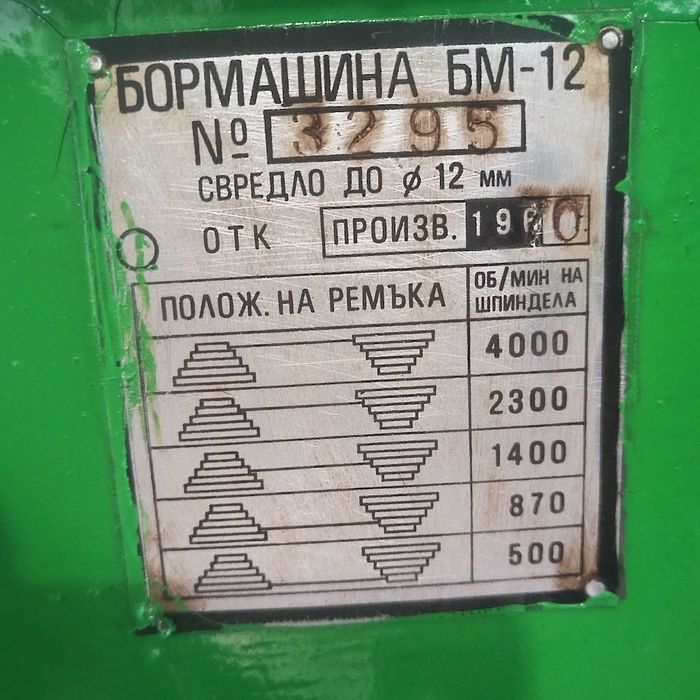 БОРМАШИНА БМ-12
№ 3295
СВРЕДЛО ДО ⌀ 12 мм
ОТК ПРОИЗВ.
ПОЛОЖ. НА РЕМЪКА ОБ/МИН НА ШПИНДЕЛА
4000
2300
1400
870
500